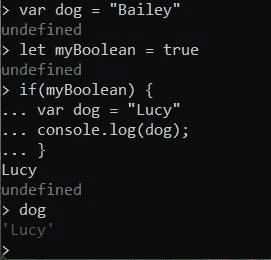 > var dog = "Bailey"
undefined
> let myBoolean = true
undefined
> if(myBoolean) {
... var dog = "Lucy"
... console.log(dog);
... }
Lucy
undefined
> dog
'Lucy'
>